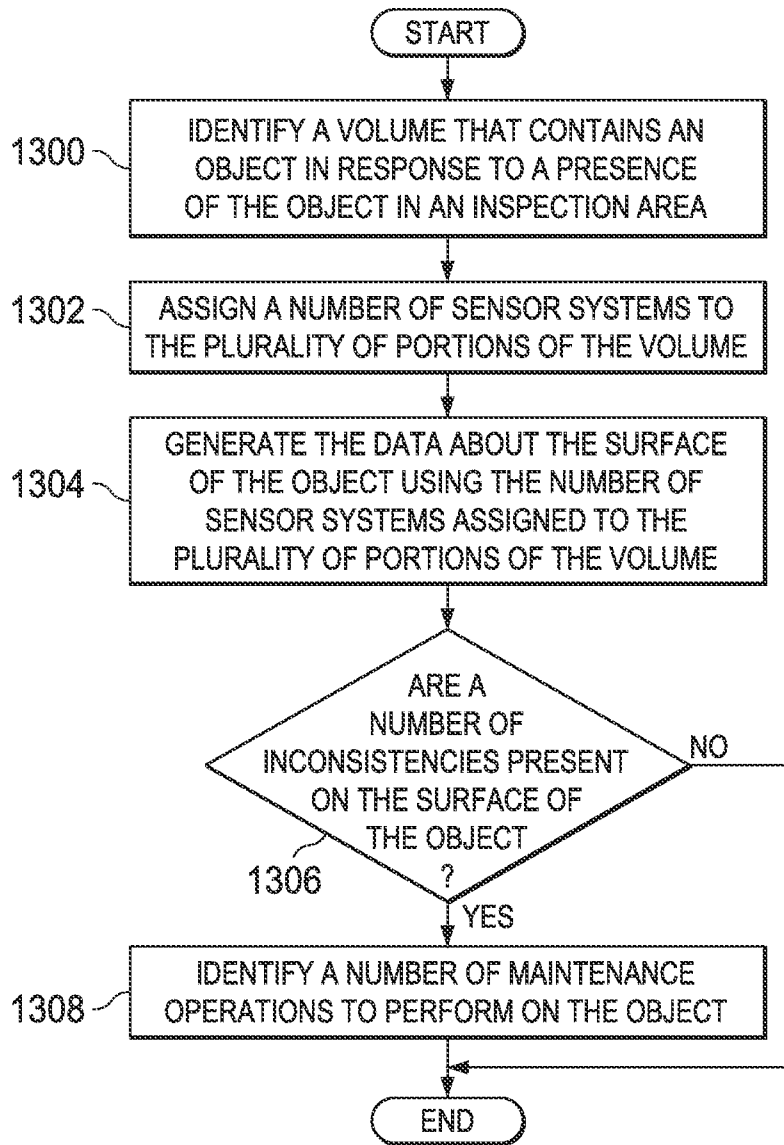 START
1300
IDENTIFY A VOLUME THAT CONTAINS AN
OBJECT IN RESPONSE TO A PRESENCE
OF THE OBJECT IN AN INSPECTION AREA
1302
ASSIGN A NUMBER OF SENSOR SYSTEMS TO
THE PLURALITY OF PORTIONS OF THE VOLUME
1304
GENERATE THE DATA ABOUT THE SURFACE
OF THE OBJECT USING THE NUMBER OF
SENSOR SYSTEMS ASSIGNED TO THE
PLURALITY OF PORTIONS OF THE VOLUME
ARE A
NUMBER OF
INCONSISTENCIES PRESENT
ON THE SURFACE OF
THE OBJECT
?
NO
1306
YES
1308
IDENTIFY A NUMBER OF MAINTENANCE
OPERATIONS TO PERFORM ON THE OBJECT
END